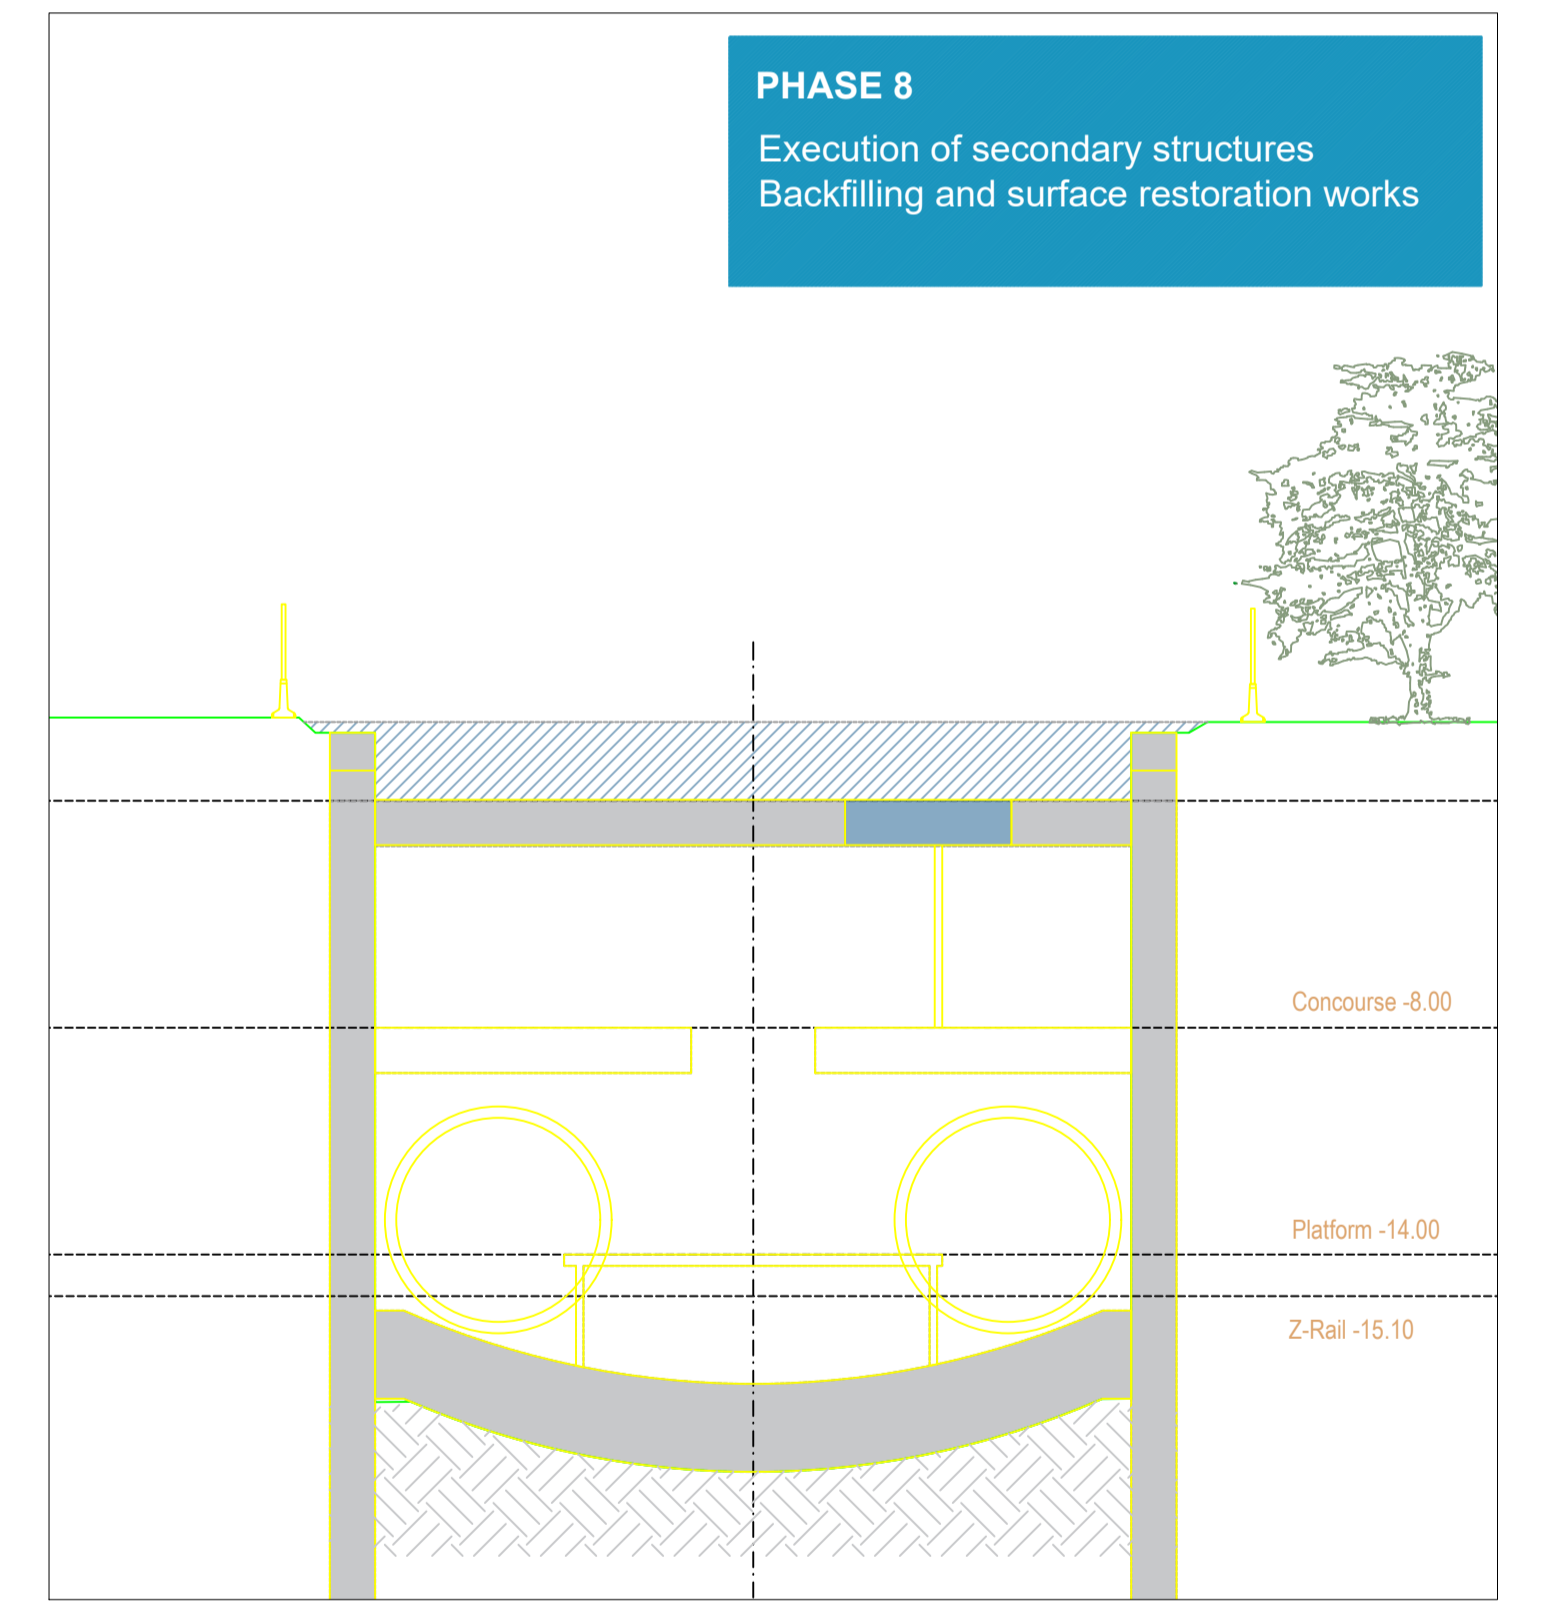 PHASE 8
Execution of secondary structures
Backfilling and surface restoration works
Concourse -8.00
Platform -14.00
Z-Rail -15.10